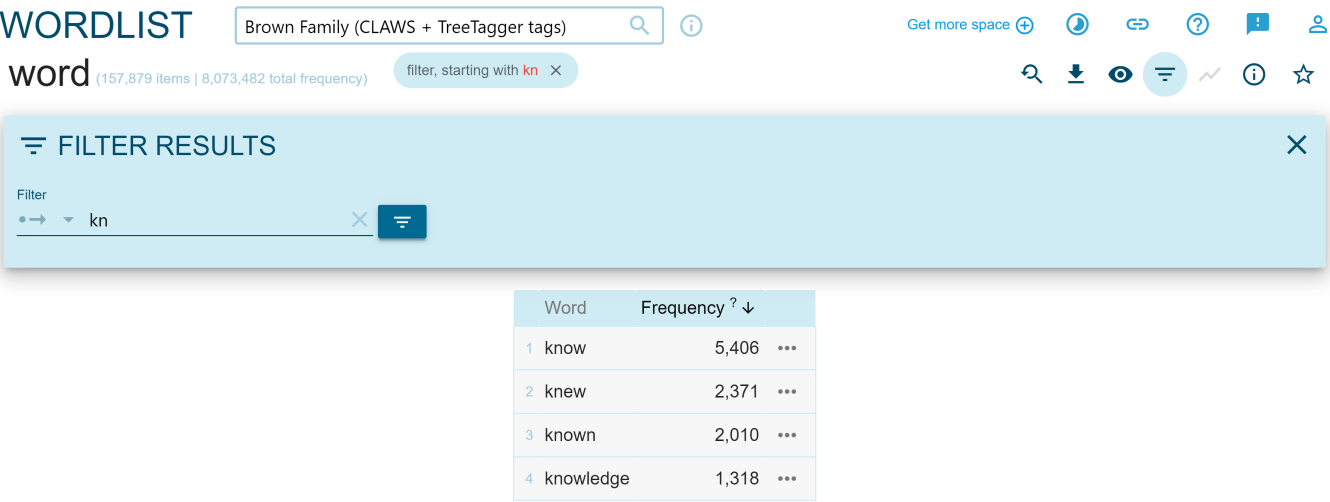 WORDLIST
Brown Family (CLAWS + TreeTagger tags)
Get more space
word (157,879 items | 8,073,482 total frequency)
filter, starting with kn
FILTER RESULTS
Filter
kn
Word Frequency ?
1 know 5,406
2 knew 2,371
3 known 2,010
4 knowledge 1,318